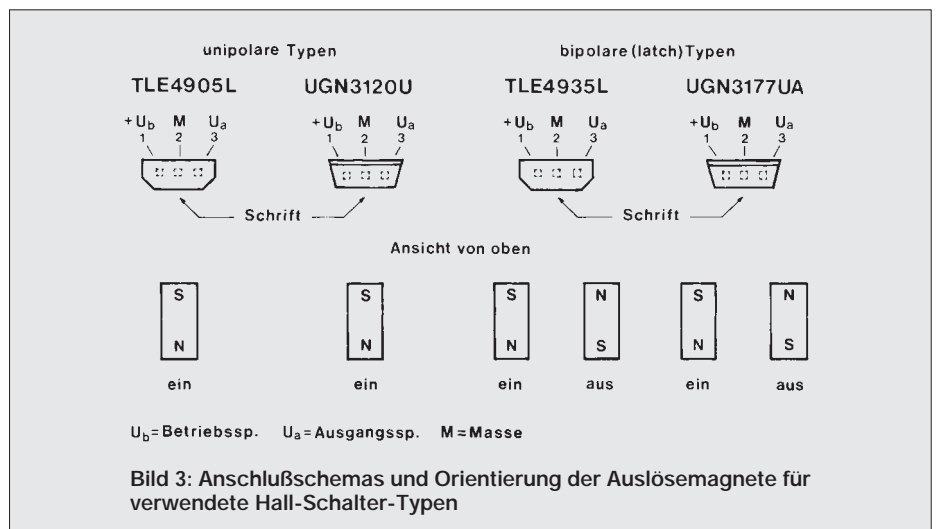 unipolare Typen bipolare (latch) Typen
TLE4905L UGN3120U TLE4935L UGN3177UA
+Ub M Ua +Ub M Ua +Ub M Ua +Ub M Ua
1 2 3 1 2 3 1 2 3 1 2 3
Schrift Schrift
Ansicht von oben
S S S N S N
N N N S N S
ein ein ein aus ein aus
Ub=Betriebssp. Ua=Ausgangssp. M=Masse
Bild 3: Anschlußschemas und Orientierung der Auslösemagnete für
verwendete Hall-Schalter-Typen